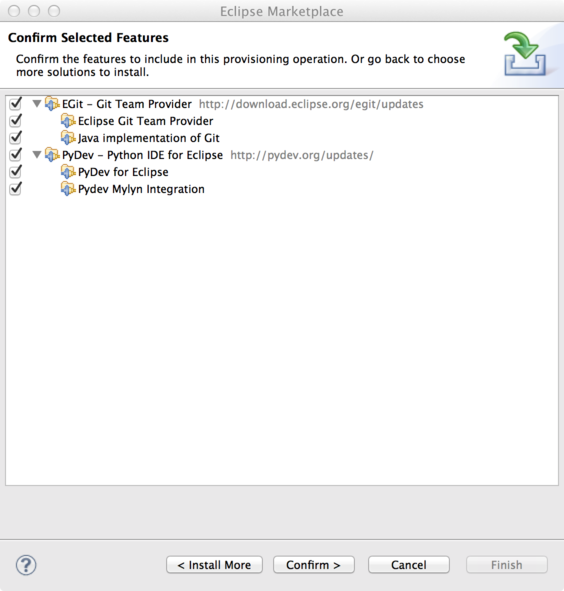 Eclipse Marketplace
Confirm Selected Features
Confirm the features to include in this provisioning operation. Or go back to choose
more solutions to install.
EGit - Git Team Provider http://download.eclipse.org/egit/updates
Eclipse Git Team Provider
Java implementation of Git
PyDev - Python IDE for Eclipse http://pydev.org/updates/
PyDev for Eclipse
Pydev Mylyn Integration
? < Install More Confirm > Cancel Finish